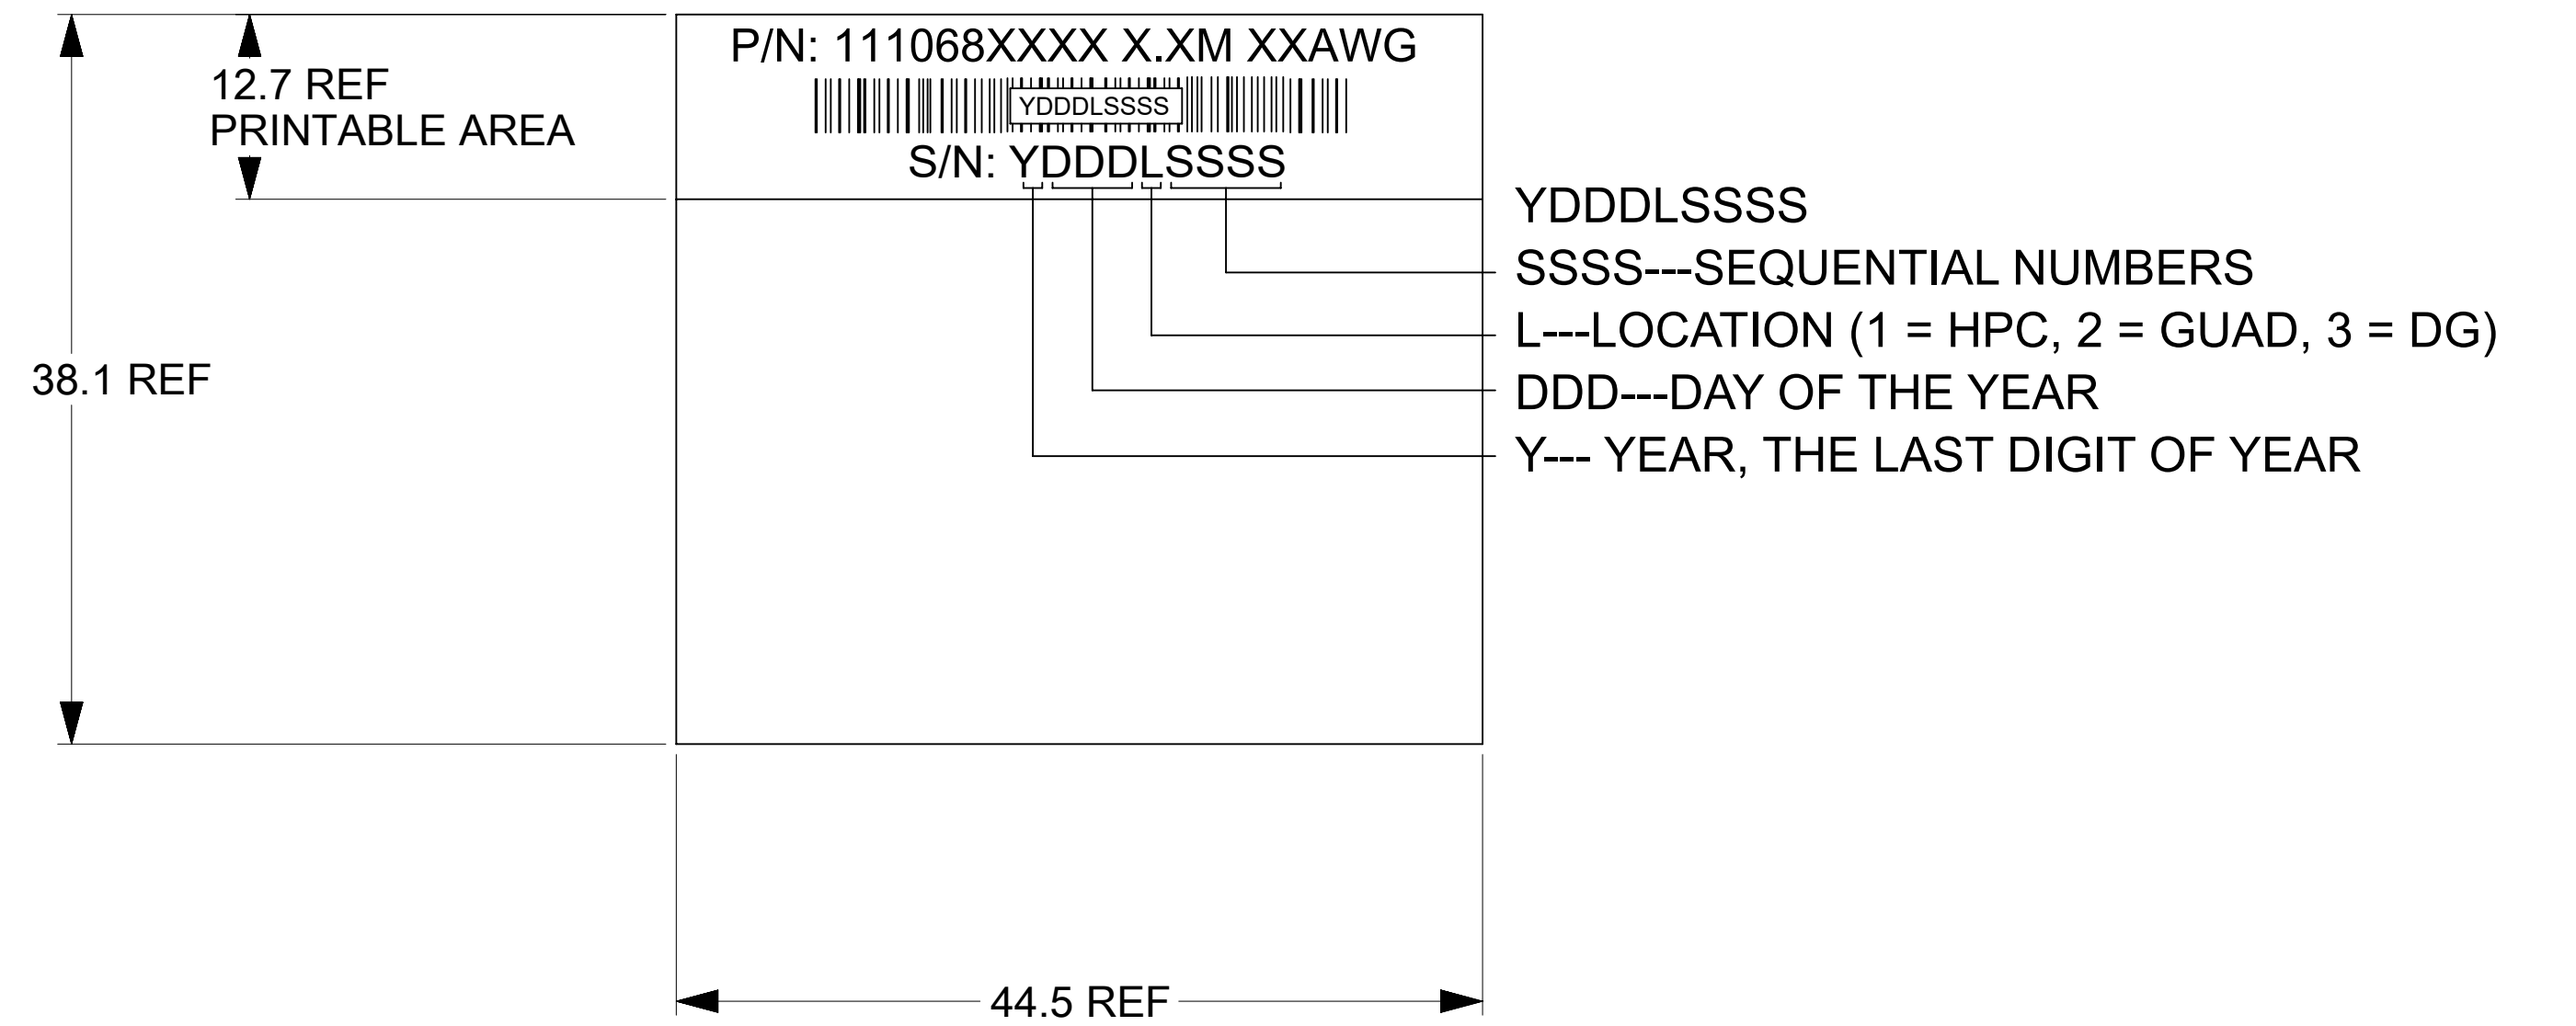 P/N: 111068XXXX X.XM XXAWG
12.7 REF
PRINTABLE AREA
YDDDLSSSS
S/N: YDDDLSSSS
YDDDLSSSS
SSSS---SEQUENTIAL NUMBERS
L---LOCATION (1 = HPC, 2 = GUAD, 3 = DG)
38.1 REF
DDD---DAY OF THE YEAR
Y--- YEAR, THE LAST DIGIT OF YEAR
44.5 REF